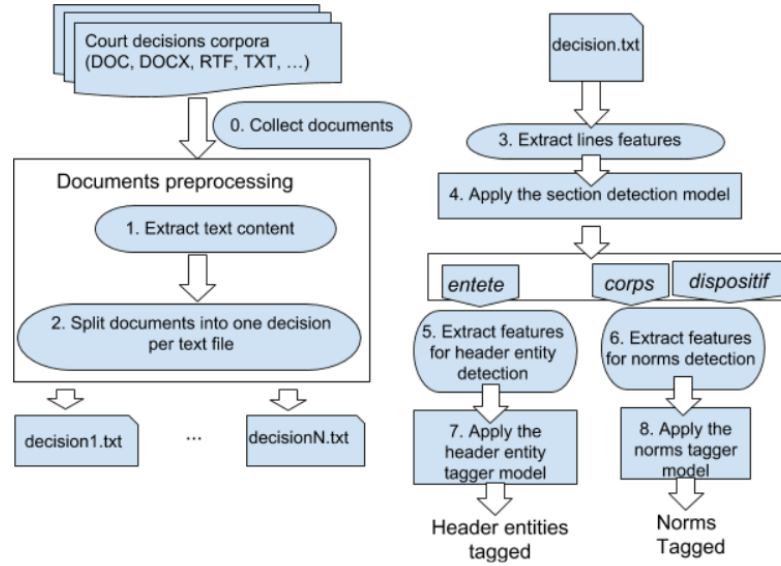 Court decisions corpora
(DOC, DOCX, RTF, TXT, ...)
0. Collect documents
Documents preprocessing
1. Extract text content
2. Split documents into one decision
per text file
decision1.txt
...
decisionN.txt
decision.txt
3. Extract lines features
4. Apply the section detection model
entete
corps
dispositif
5. Extract features
for header entity
detection
6. Extract features
for norms detection
7. Apply the
header entity
tagger model
8. Apply the
norms tagger
model
Header entities
tagged
Norms
Tagged